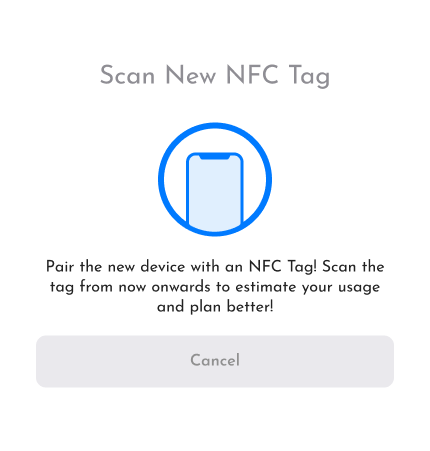 Scan New NFC Tag
Pair the new device with an NFC Tag! Scan the
tag from now onwards to estimate your usage
and plan better!
Cancel